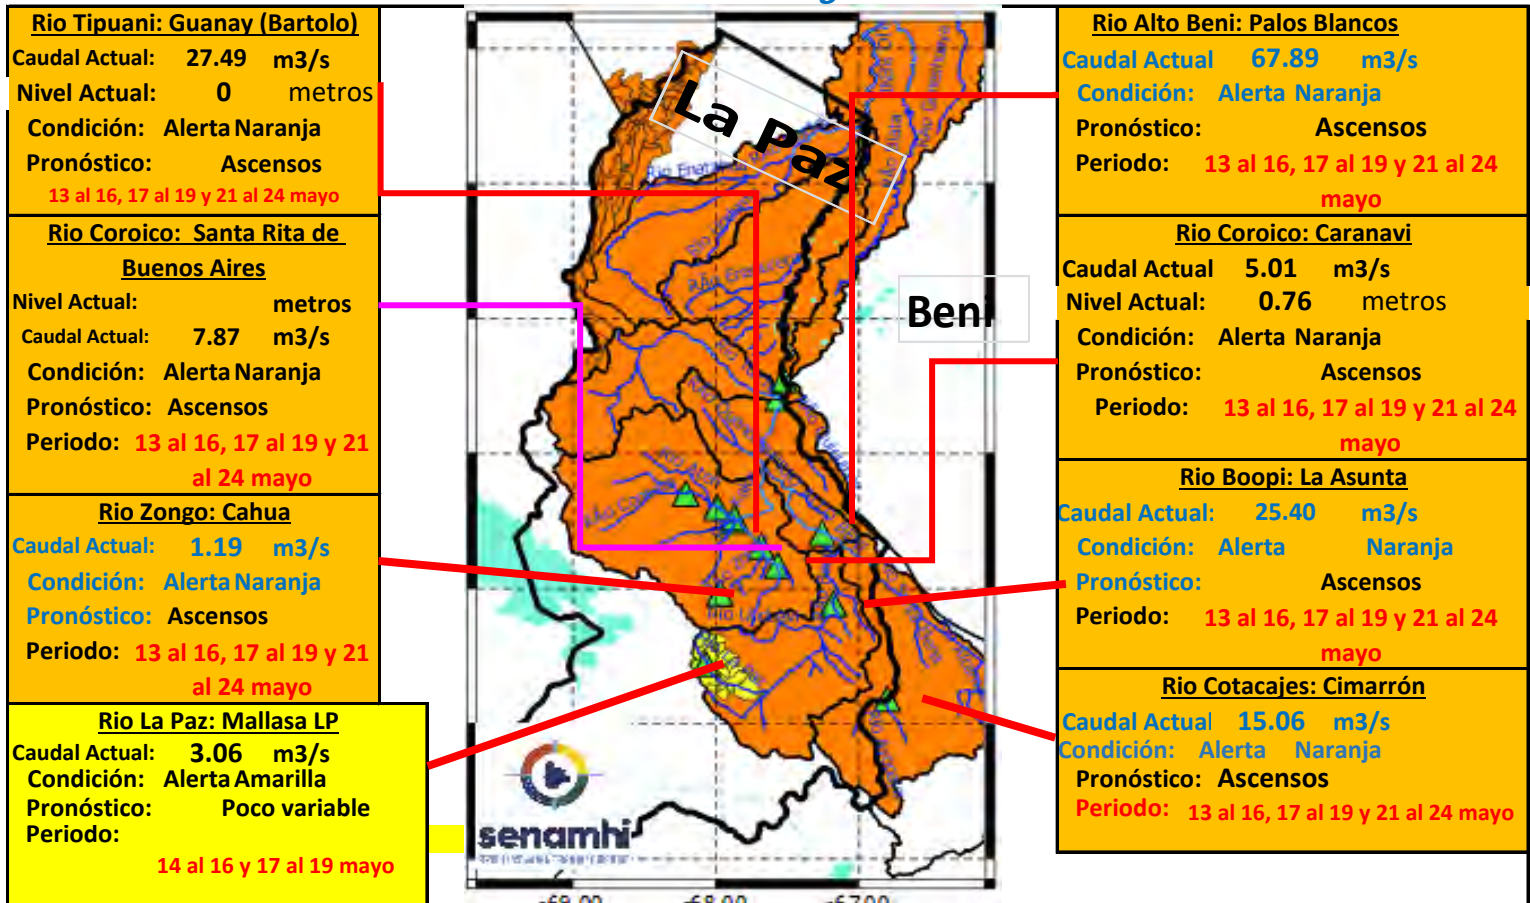 Rio Tipuani: Guanay (Bartolo)
Caudal Actual: 27.49 m3/s
Nivel Actual: 0 metros
Condición: Alerta Naranja
Pronóstico: Ascensos
13 al 16, 17 al 19 y 21 al 24 mayo
Rio Coroico: Santa Rita de
Buenos Aires
Nivel Actual: metros
Caudal Actual: 7.87 m3/s
Condición: Alerta Naranja
Pronóstico: Ascensos
Periodo: 13 al 16, 17 al 19 y 21
al 24 mayo
Rio Zongo: Cahua
Caudal Actual: 1.19 m3/s
Condición: Alerta Naranja
Pronóstico: Ascensos
Periodo: 13 al 16, 17 al 19 y 21
al 24 mayo
Rio La Paz: Mallasa LP
Caudal Actual: 3.06 m3/s
Condición: Alerta Amarilla
Pronóstico: Poco variable
Periodo:
14 al 16 y 17 al 19 mayo
La Paz
Beni
senamhi
-69.00 -68.00 -67.00
Rio Alto Beni: Palos Blancos
Caudal Actual 67.89 m3/s
Condición: Alerta Naranja
Pronóstico: Ascensos
Periodo: 13 al 16, 17 al 19 y 21 al 24
mayo
Rio Coroico: Caranavi
Caudal Actual 5.01 m3/s
Nivel Actual: 0.76 metros
Condición: Alerta Naranja
Pronóstico: Ascensos
Periodo: 13 al 16, 17 al 19 y 21 al 24
mayo
Rio Boopi: La Asunta
Caudal Actual: 25.40 m3/s
Condición: Alerta Naranja
Pronóstico: Ascensos
Periodo: 13 al 16, 17 al 19 y 21 al 24
mayo
Rio Cotacajes: Cimarrón
Caudal Actual 15.06 m3/s
Condición: Alerta Naranja
Pronóstico: Ascensos
Periodo: 13 al 16, 17 al 19 y 21 al 24 mayo